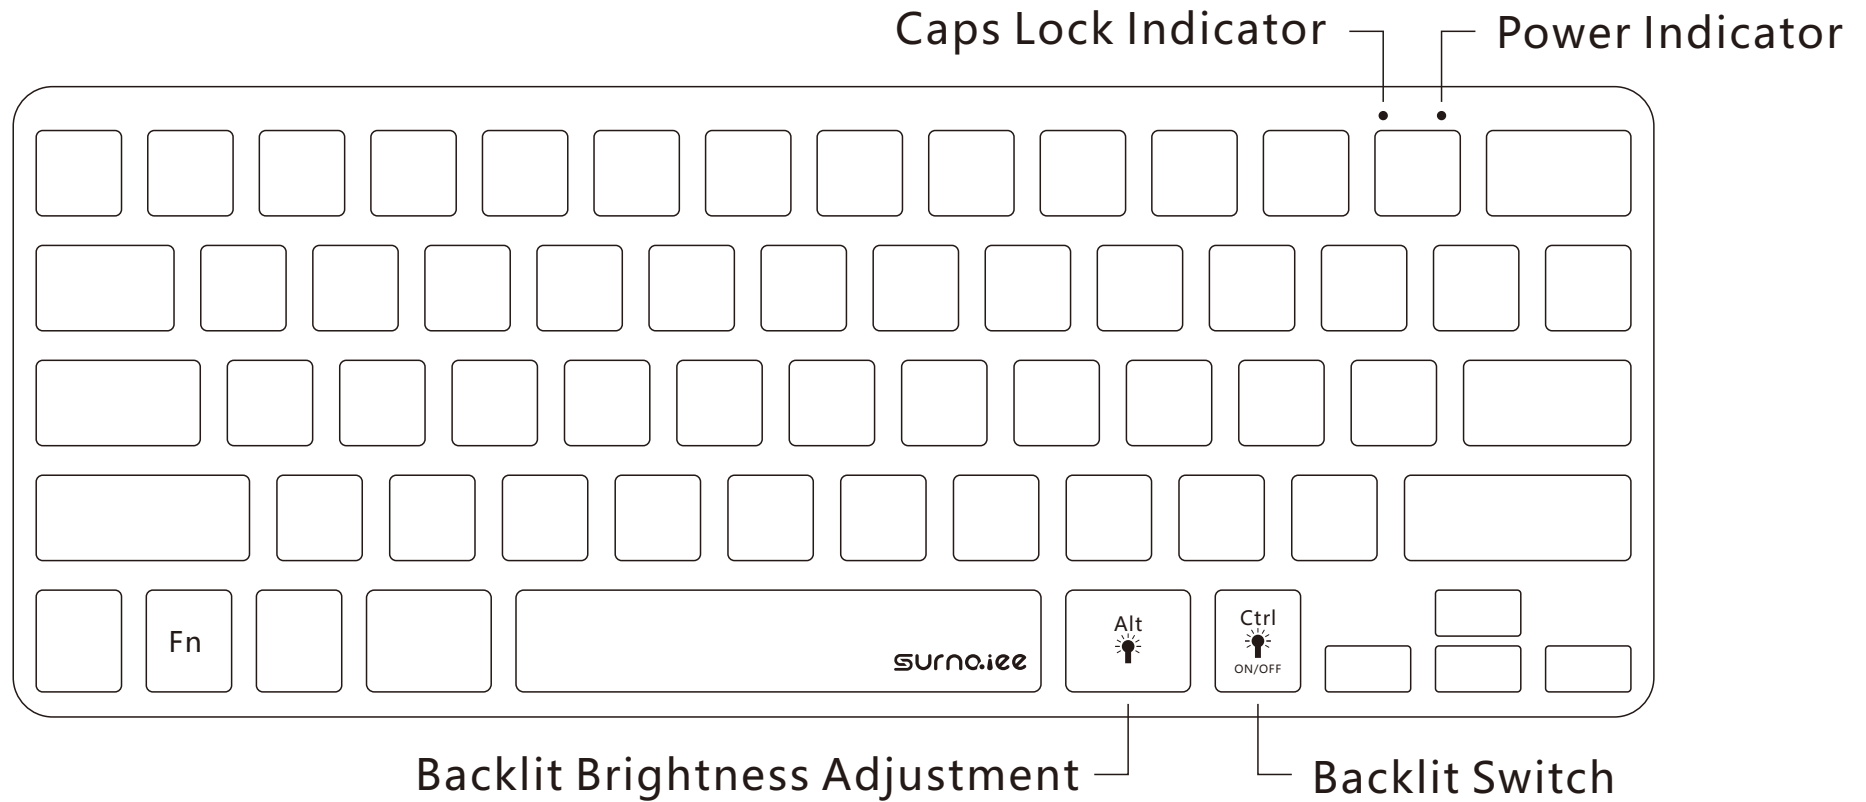 Caps Lock Indicator
Power Indicator
Fn
surnaiee
Alt
Ctrl
ON/OFF
Backlit Brightness Adjustment
Backlit Switch